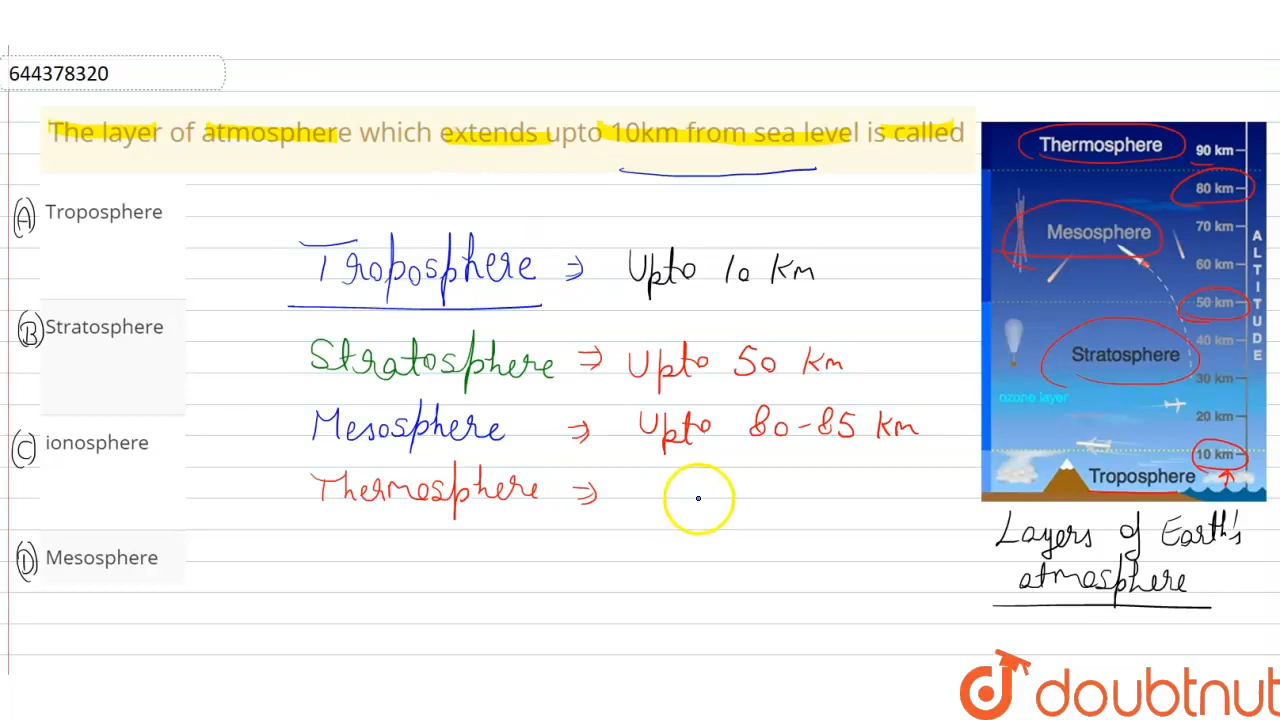 644378320
The layer of atmosphere which extends upto 10km from sea level is called
(A) Troposphere
(B) Stratosphere
(C) ionosphere
(D) Mesosphere
Troposphere ⇒ Upto 10 Km
Stratosphere ⇒ Upto 50 Km
Mesosphere ⇒ Upto 80-85 Km
Thermosphere ⇒
Thermosphere 90 km
80 km
70 km
Mesosphere
60 km
50 km
40 km
Stratosphere
30 km
ozone layer
20 km
10 km
Troposphere
ALTITUDE
Layers of Earth's
atmosphere
doubtnut